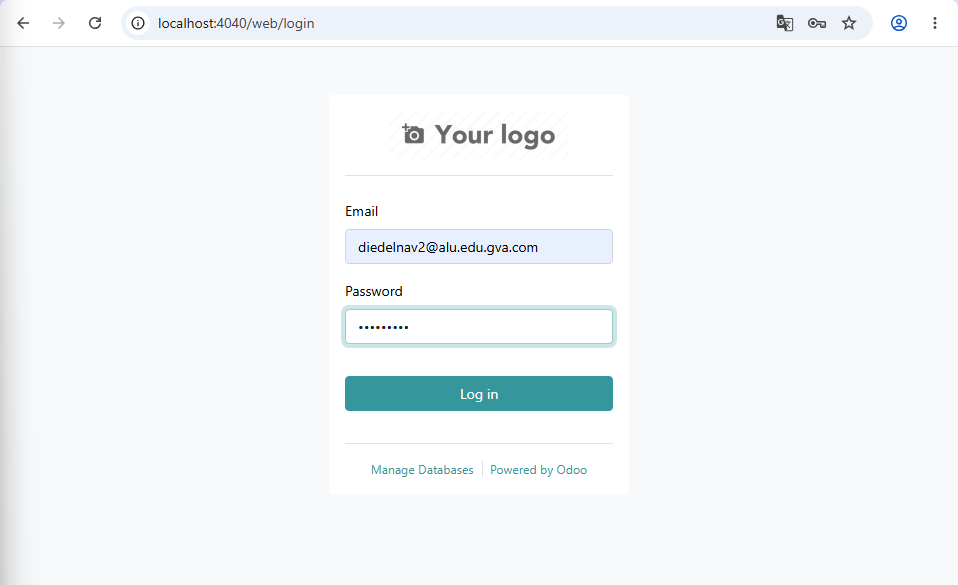 localhost:4040/web/login
Your logo
Email
diedelnav2@alu.edu.gva.com
Password
•••••••••
Log in
Manage Databases | Powered by Odoo